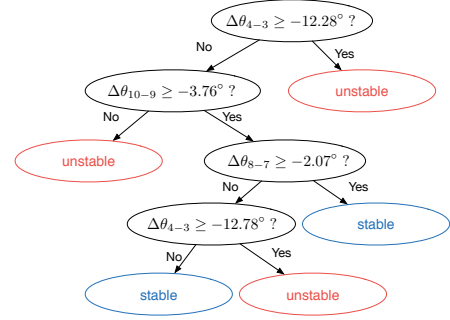 Δθ₄₋₃ ≥ −12.28° ?
No
Yes
Δθ₁₀₋₉ ≥ −3.76° ?
unstable
No
Yes
unstable
Δθ₈₋₇ ≥ −2.07° ?
No
Yes
Δθ₄₋₃ ≥ −12.78° ?
stable
No
Yes
stable
unstable